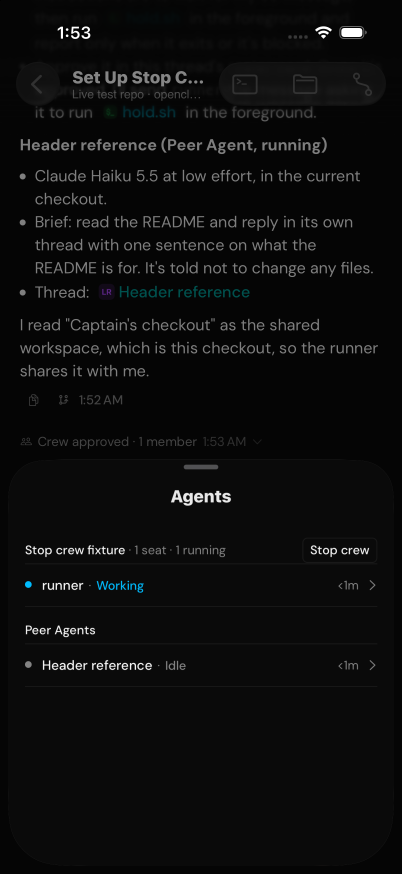 1:53
Set Up Stop C...
Live test repo · opencl...
in the foreground
it to run hold.sh in the foreground.
Header reference (Peer Agent, running)
• Claude Haiku 5.5 at low effort, in the current
checkout.
• Brief: read the README and reply in its own
thread with one sentence on what the
README is for. It's told not to change any files.
• Thread: LR Header reference
I read "Captain's checkout" as the shared
workspace, which is this checkout, so the runner
shares it with me.
1:52 AM
Crew approved · 1 member 1:53 AM
Agents
Stop crew fixture · 1 seat · 1 running
Stop crew
runner · Working
<1m
Peer Agents
Header reference · Idle
<1m